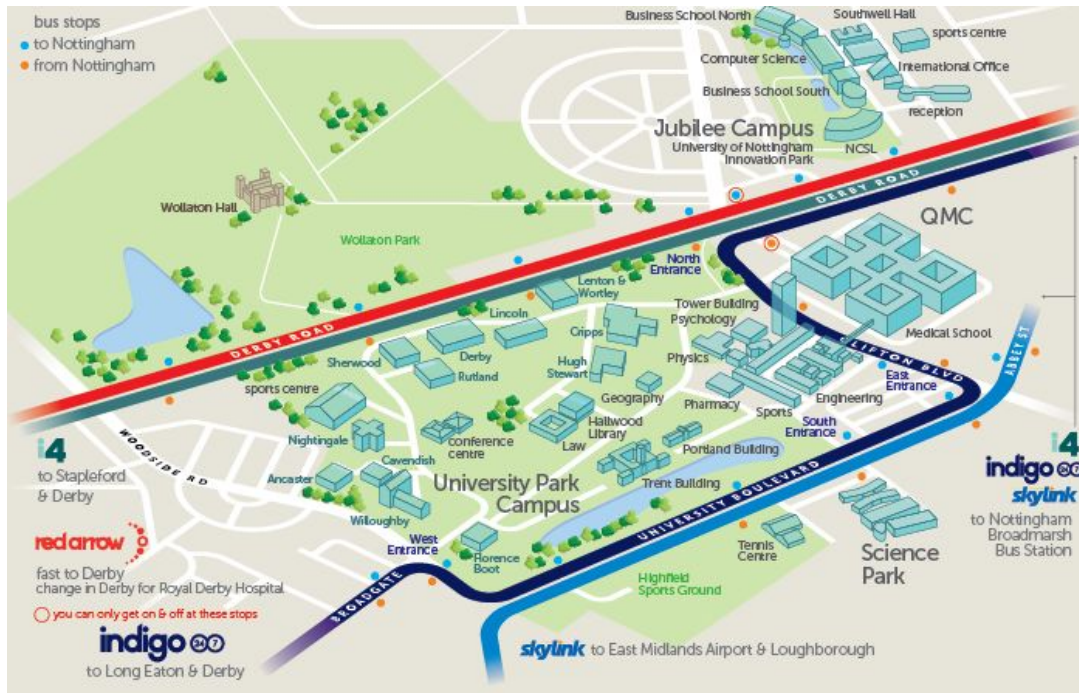 bus stops
to Nottingham
from Nottingham
Business School North
Southwell Hall
sports centre
Computer Science
International Office
Business School South
reception
Jubilee Campus
University of Nottingham
Innovation Park
NCSL
DERBY ROAD
Wollaton Hall
QMC
Wollaton Park
North
Entrance
Lenton &
Wortley
Tower Building
Psychology
Lincoln
Cripps
Medical School
DERBY ROAD
Sherwood
Derby
Physics
CLIFTON BLVD
ABBEY ST
Rutland
Hugh
Stewart
East
Entrance
sports centre
Geography
Pharmacy
Sports
Engineering
Hallwood
Library
South
Entrance
Nightingale
conference
centre
Law
Portland Building
WOODSIDE RD
i4
to Stapleford
& Derby
Cavendish
Ancaster
University Park
Campus
Trent Building
UNIVERSITY BOULEVARD
i4
indigo 24 7
skylink
to Nottingham
Broadmarsh
Bus Station
Willoughby
red arrow
fast to Derby
change in Derby for Royal Derby Hospital
you can only get on & off at these stops
West
Entrance
Florence
Boot
Tennis
Centre
Science
Park
BROADGATE
Highfield
Sports Ground
indigo 24 7
to Long Eaton & Derby
skylink to East Midlands Airport & Loughborough